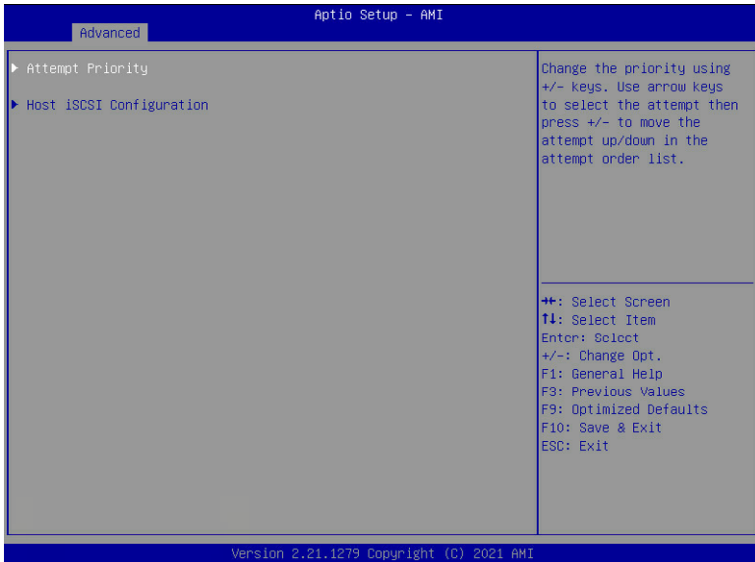 Aptio Setup - AMI
Advanced
▶ Attempt Priority
▶ Host iSCSI Configuration
Change the priority using
+/- keys. Use arrow keys
to select the attempt then
press +/- to move the
attempt up/down in the
attempt order list.
→←: Select Screen
↑↓: Select Item
Enter: Select
+/-: Change Opt.
F1: General Help
F3: Previous Values
F9: Optimized Defaults
F10: Save & Exit
ESC: Exit
Version 2.21.1279 Copyright (C) 2021 AMI